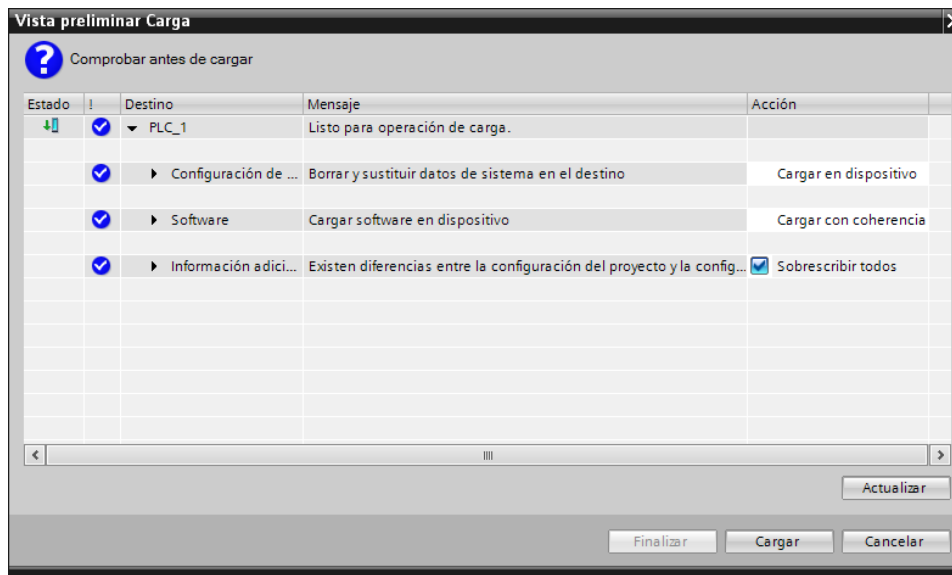 Vista preliminar Carga
Comprobar antes de cargar
Estado ! Destino Mensaje Acción
PLC_1 Listo para operación de carga.
Configuración de ... Borrar y sustituir datos de sistema en el destino Cargar en dispositivo
Software Cargar software en dispositivo Cargar con coherencia
Información adici... Existen diferencias entre la configuración del proyecto y la config... Sobrescribir todos
Actualizar
Finalizar Cargar Cancelar